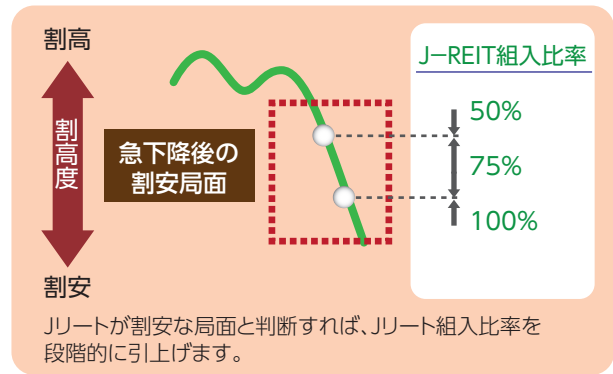 割高
割高度
割安
急下降後の
割安局面
J−REIT組入比率
50%
75%
100%
Jリートが割安な局面と判断すれば、Jリート組入比率を
段階的に引上げます。